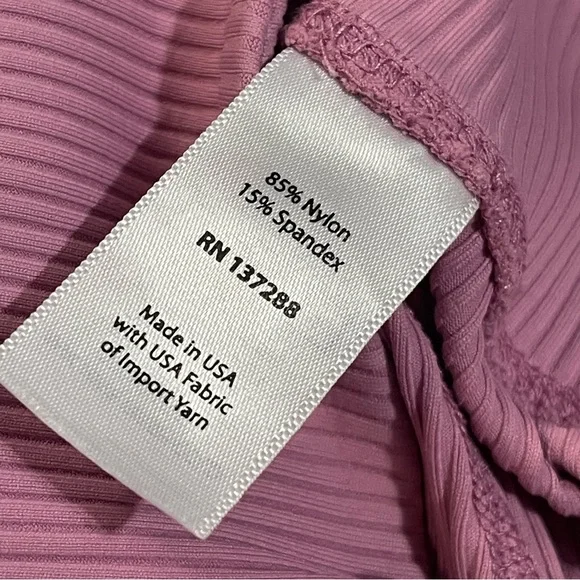 85% Nylon
15% Spandex
RN 137288
Made in USA
with USA Fabric
of Import Yarn